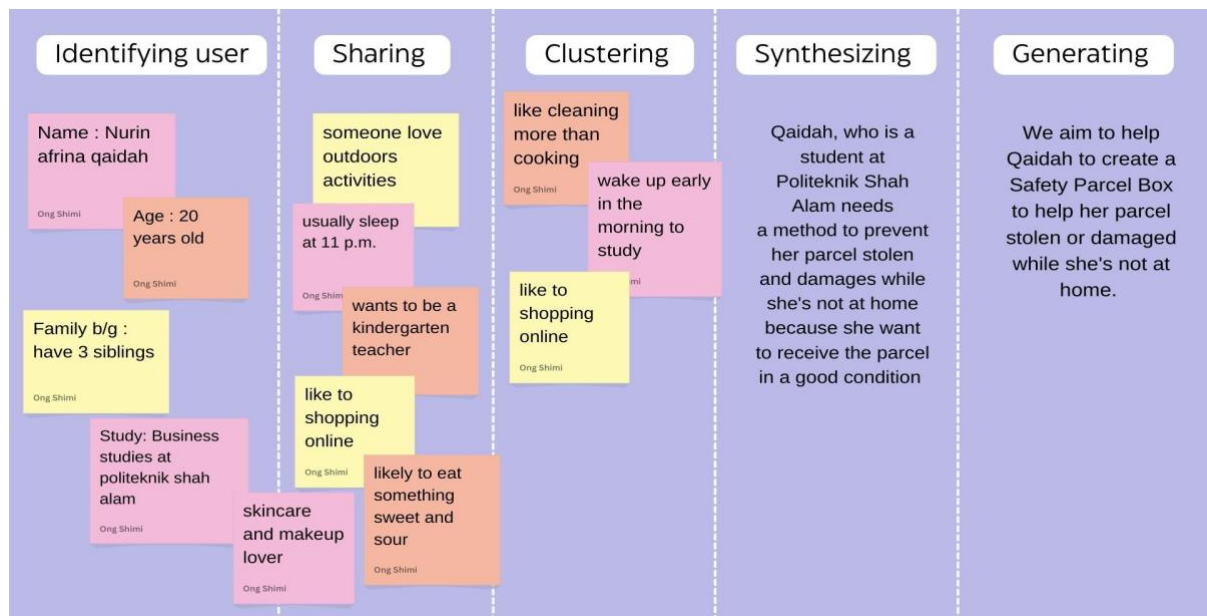 Identifying user
Name : Nurin
afrina qaidah
Ong Shimi
Age : 20
years old
Ong Shimi
Family b/g :
have 3 siblings
Ong Shimi
Study: Business
studies at
politeknik shah
alam
Ong Shimi
skincare
and makeup
lover
Ong Shimi
Sharing
someone love
outdoors
activities
usually sleep
at 11 p.m.
Ong Shim
wants to be a
kindergarten
teacher
like to
shopping
online
Ong Shimi
likely to eat
something
sweet and
sour
Ong Shimi
Clustering
like cleaning
more than
cooking
Ong Shimi
wake up early
in the
morning to
study
imi
like to
shopping
online
Ong Shimi
Synthesizing
Qaidah, who is a
student at
Politeknik Shah
Alam needs
a method to prevent
her parcel stolen
and damages while
she's not at home
because she want
to receive the parcel
in a good condition
Generating
We aim to help
Qaidah to create a
Safety Parcel Box
to help her parcel
stolen or damaged
while she's not at
home.